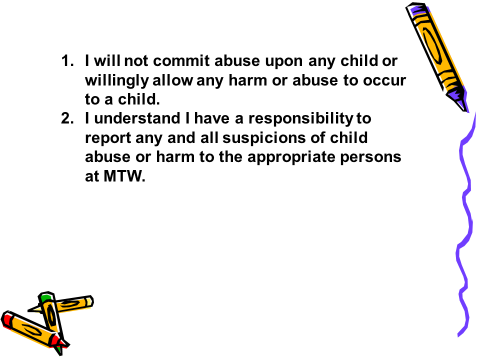 1. I will not commit abuse upon any child or
willingly allow any harm or abuse to occur
to a child.
2. I understand I have a responsibility to
report any and all suspicions of child
abuse or harm to the appropriate persons
at MTW.